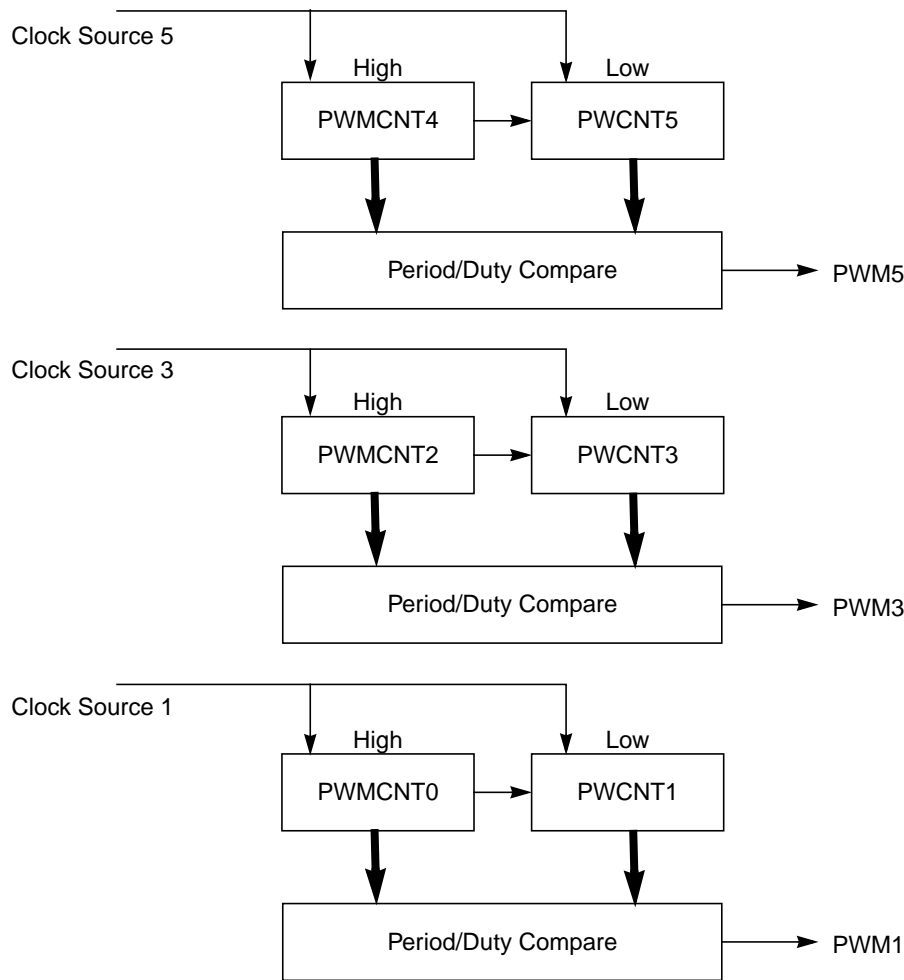 Clock Source 5
High
Low
PWMCNT4
PWCNT5
Period/Duty Compare
PWM5
Clock Source 3
High
Low
PWMCNT2
PWCNT3
Period/Duty Compare
PWM3
Clock Source 1
High
Low
PWMCNT0
PWCNT1
Period/Duty Compare
PWM1